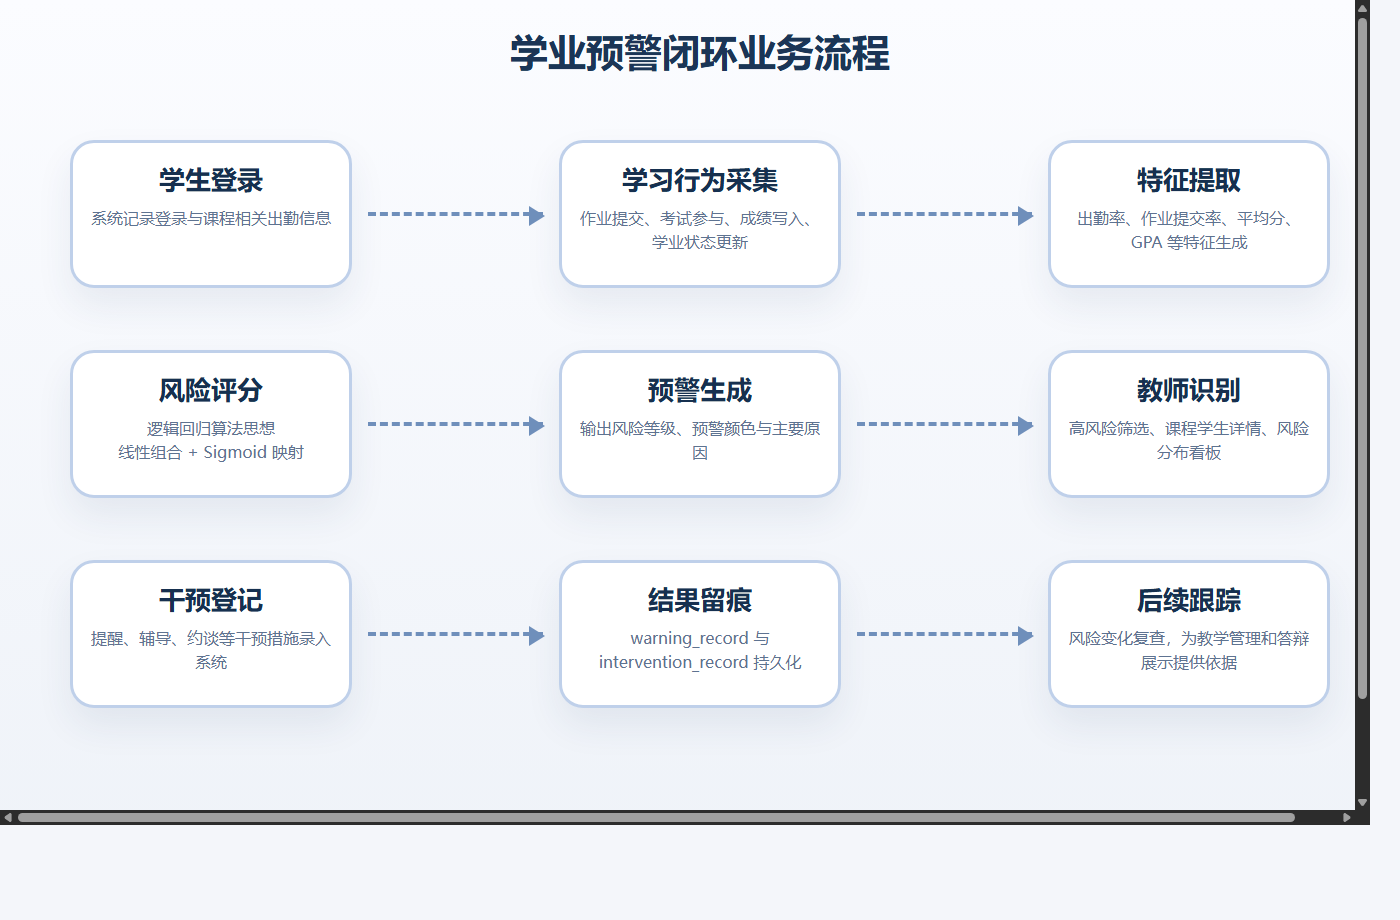 学业预警闭环业务流程
学生登录
系统记录登录与课程相关出勤信息
学习行为采集
作业提交、考试参与、成绩写入、
学业状态更新
特征提取
出勤率、作业提交率、平均分、
GPA 等特征生成
风险评分
逻辑回归算法思想
线性组合 + Sigmoid 映射
预警生成
输出风险等级、预警颜色与主要原
因
教师识别
高风险筛选、课程学生详情、风险
分布看板
干预登记
提醒、辅导、约谈等干预措施录入
系统
结果留痕
warning_record 与
intervention_record 持久化
后续跟踪
风险变化复查，为教学管理和答辩
展示提供依据